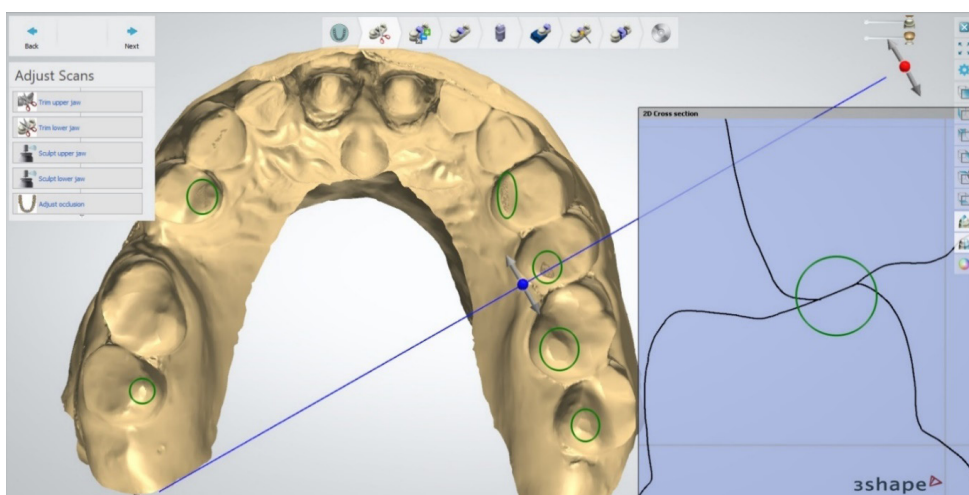 Back
Next
Adjust Scans
Trim upper jaw
Trim lower jaw
Sculpt upper jaw
Sculpt lower jaw
Adjust occlusion
2D Cross section
3shape